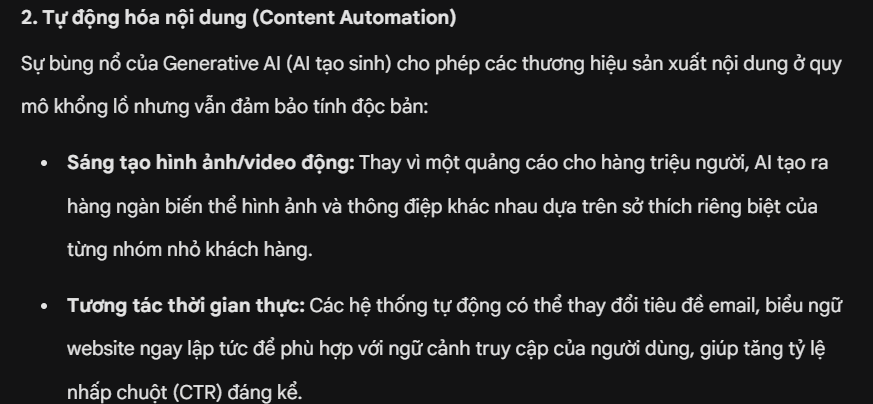 2. Tự động hóa nội dung (Content Automation)
Sự bùng nổ của Generative AI (AI tạo sinh) cho phép các thương hiệu sản xuất nội dung ở quy
mô khổng lồ nhưng vẫn đảm bảo tính độc bản:
• Sáng tạo hình ảnh/video động: Thay vì một quảng cáo cho hàng triệu người, AI tạo ra
hàng ngàn biến thể hình ảnh và thông điệp khác nhau dựa trên sở thích riêng biệt của
từng nhóm nhỏ khách hàng.
• Tương tác thời gian thực: Các hệ thống tự động có thể thay đổi tiêu đề email, biểu ngữ
website ngay lập tức để phù hợp với ngữ cảnh truy cập của người dùng, giúp tăng tỷ lệ
nhấp chuột (CTR) đáng kể.